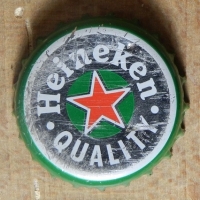 Heineken
· QUALITY ·